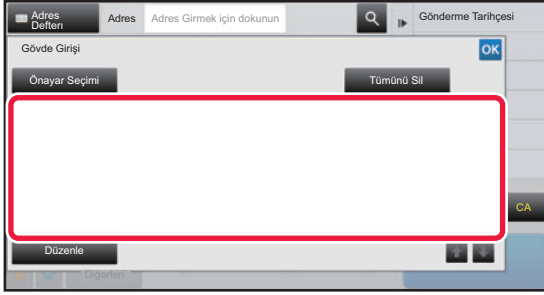 Adres Defteri
Adres
Adres Girmek için dokunun
Gönderme Tarihçesi
Gövde Girişi
OK
Önayar Seçimi
Tümünü Sil
CA
Düzenle
Diğerleri